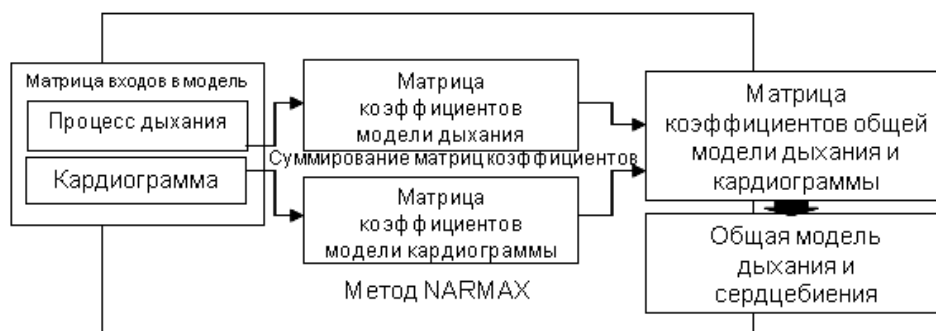 Матрица входов в модель
Процесс дыхания
Кардиограмма
Матрица
коэффициентов
модели дыхания
Суммирование матриц коэффициентов
Матрица
коэффициентов
модели кардиограммы
Метод NARMAX
Матрица
коэффициентов общей
модели дыхания и
кардиограммы
Общая модель
дыхания и
сердцебиения